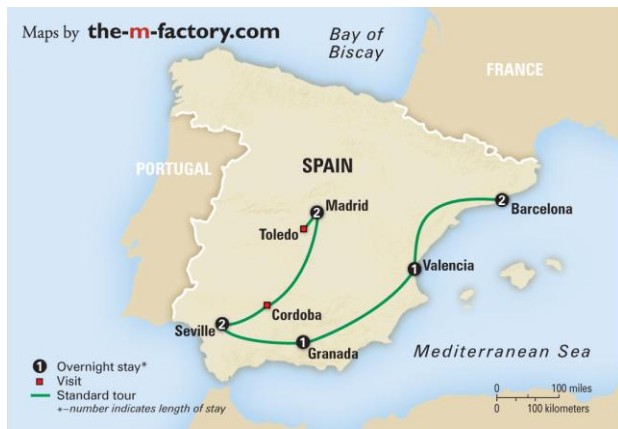 Maps by the-m-factory.com
Bay of
Biscay
FRANCE
PORTUGAL
SPAIN
2
Madrid
Toledo
2
Barcelona
1
Valencia
Cordoba
2
Seville
1
Granada
Mediterranean Sea
1 Overnight stay*
Visit
Standard tour
*–number indicates length of stay
0 100 miles
0 100 kilometers